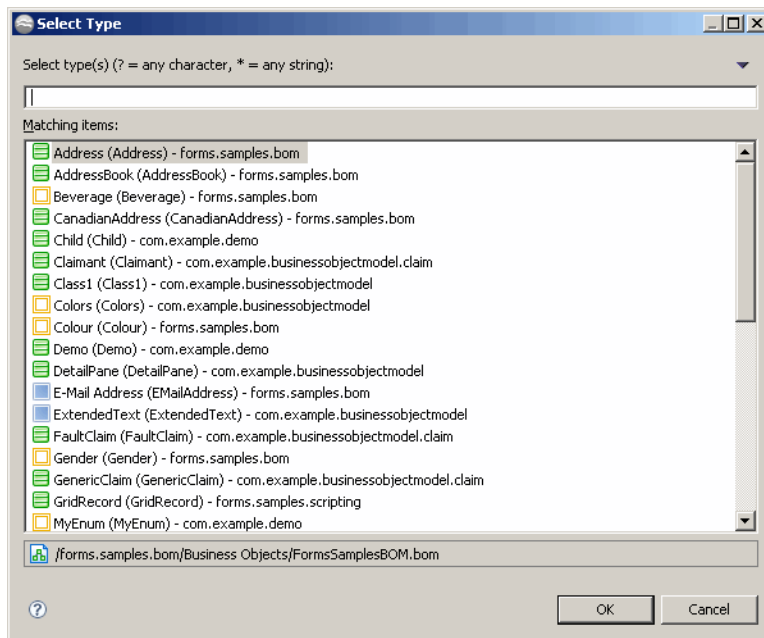 Select Type
Select type(s) (? = any character, * = any string):
Matching items:
Address (Address) - forms.samples.bom
AddressBook (AddressBook) - forms.samples.bom
Beverage (Beverage) - forms.samples.bom
CanadianAddress (CanadianAddress) - forms.samples.bom
Child (Child) - com.example.demo
Claimant (Claimant) - com.example.businessobjectmodel.claim
Class1 (Class1) - com.example.businessobjectmodel
Colors (Colors) - com.example.businessobjectmodel
Colour (Colour) - forms.samples.bom
Demo (Demo) - com.example.demo
DetailPane (DetailPane) - com.example.businessobjectmodel
E-Mail Address (EMailAddress) - forms.samples.bom
ExtendedText (ExtendedText) - com.example.businessobjectmodel
FaultClaim (FaultClaim) - com.example.businessobjectmodel.claim
Gender (Gender) - forms.samples.bom
GenericClaim (GenericClaim) - com.example.businessobjectmodel.claim
GridRecord (GridRecord) - forms.samples.scripting
MyEnum (MyEnum) - com.example.demo
/forms.samples.bom/Business Objects/FormsSamplesBOM.bom
? OK Cancel